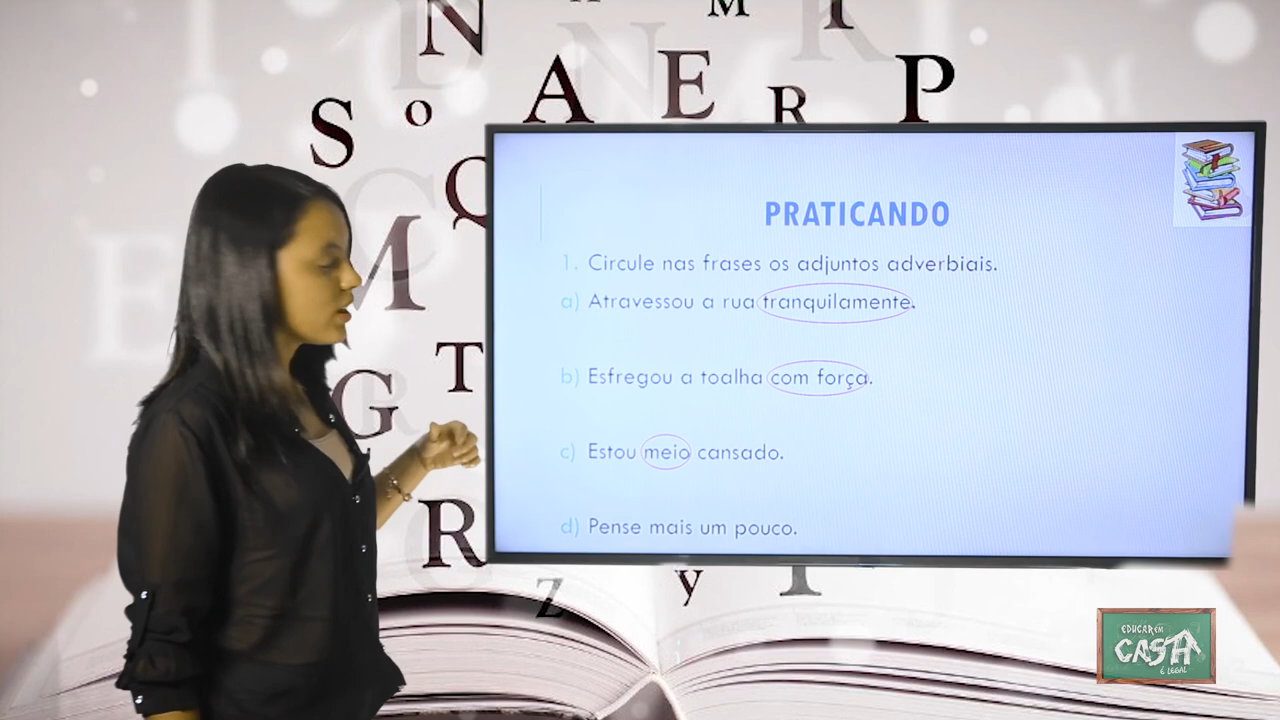 N M I
S o A E R P
Q
M
G T
R
PRATICANDO
1. Circule nas frases os adjuntos adverbiais.
a) Atravessou a rua tranquilamente.
b) Esfregou a toalha com força.
c) Estou meio cansado.
d) Pense mais um pouco.
Z y I
EDUCAR EM
CASA
É LEGAL